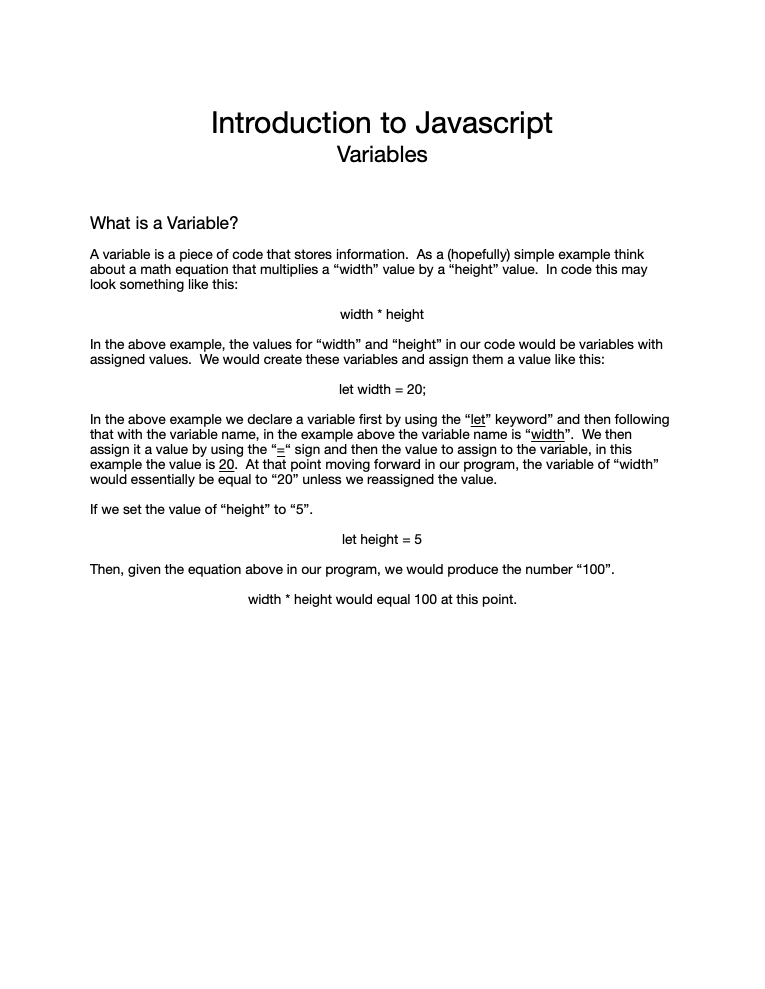 Introduction to Javascript
Variables
What is a Variable?
A variable is a piece of code that stores information.  As a (hopefully) simple example think
about a math equation that multiplies a “width” value by a “height” value.  In code this may
look something like this:
width * height
In the above example, the values for “width” and “height” in our code would be variables with
assigned values.  We would create these variables and assign them a value like this:
let width = 20;
In the above example we declare a variable first by using the “let” keyword” and then following
that with the variable name, in the example above the variable name is “width”.  We then
assign it a value by using the “=“ sign and then the value to assign to the variable, in this
example the value is 20.  At that point moving forward in our program, the variable of “width”
would essentially be equal to “20” unless we reassigned the value.
If we set the value of “height” to “5”.
let height = 5
Then, given the equation above in our program, we would produce the number “100”.
width * height would equal 100 at this point.